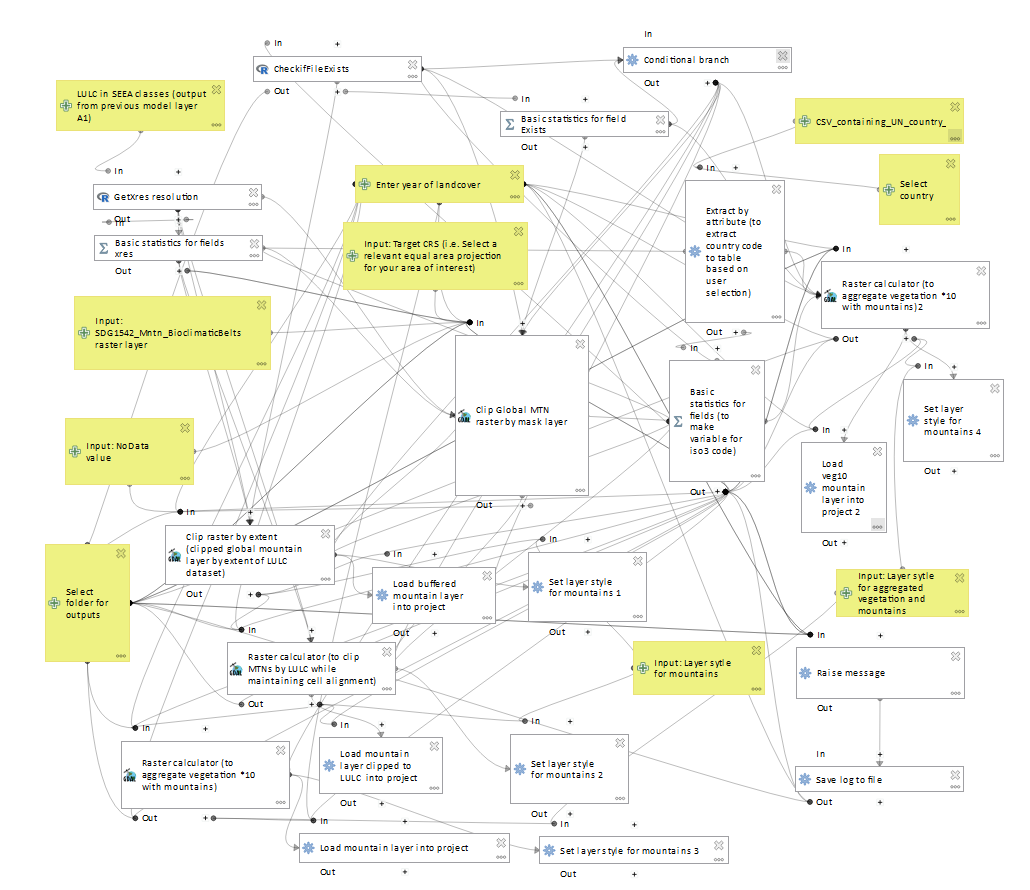 In
In
CheckifFileExists
Conditional branch
Out
Out
LULC in SEEA classes (output
from previous model layer
A1)
In
Basic statistics for field
Exists
Out
CSV_containing_UN_country_
In
In
GetXres resolution
Enter year of landcover
Select
country
Out
In
Basic statistics for fields
xres
Out
Input: Target CRS (i.e. Select a
relevant equal area projection
for your area of interest)
Extract by
attribute (to
extract
country code
to table
based on
user
selection)
Out
In
Raster calculator (to
aggregate vegetation *10
with mountains)2
Out
Input:
SDG1542_Mntn_BioclimaticBelts
raster layer
In
Clip Global MTN
raster by mask layer
Out
In
Basic
statistics for
fields (to
make
variable for
iso3 code)
Out
In
Set layer
style for
mountains 4
Out
In
Load
veg10
mountain
layer into
project 2
Out
Input: NoData
value
In
Clip raster by extent
(clipped global mountain
layer by extent of LULC
dataset)
Out
Select
folder for
outputs
In
Load buffered
mountain layer
into project
Out
In
Set layer style
for mountains 1
Out
Input: Layer sytle
for aggregated
vegetation and
mountains
In
Raster calculator (to clip
MTNs by LULC while
maintaining cell alignment)
Out
Input: Layer sytle
for mountains
In
Raise message
Out
In
Raster calculator (to
aggregate vegetation *10
with mountains)
Out
In
Load mountain
layer clipped to
LULC into project
Out
In
Set layer style
for mountains 2
Out
In
Save log to file
Out
In
Load mountain layer into project
Out
In
Set layer style for mountains 3
Out